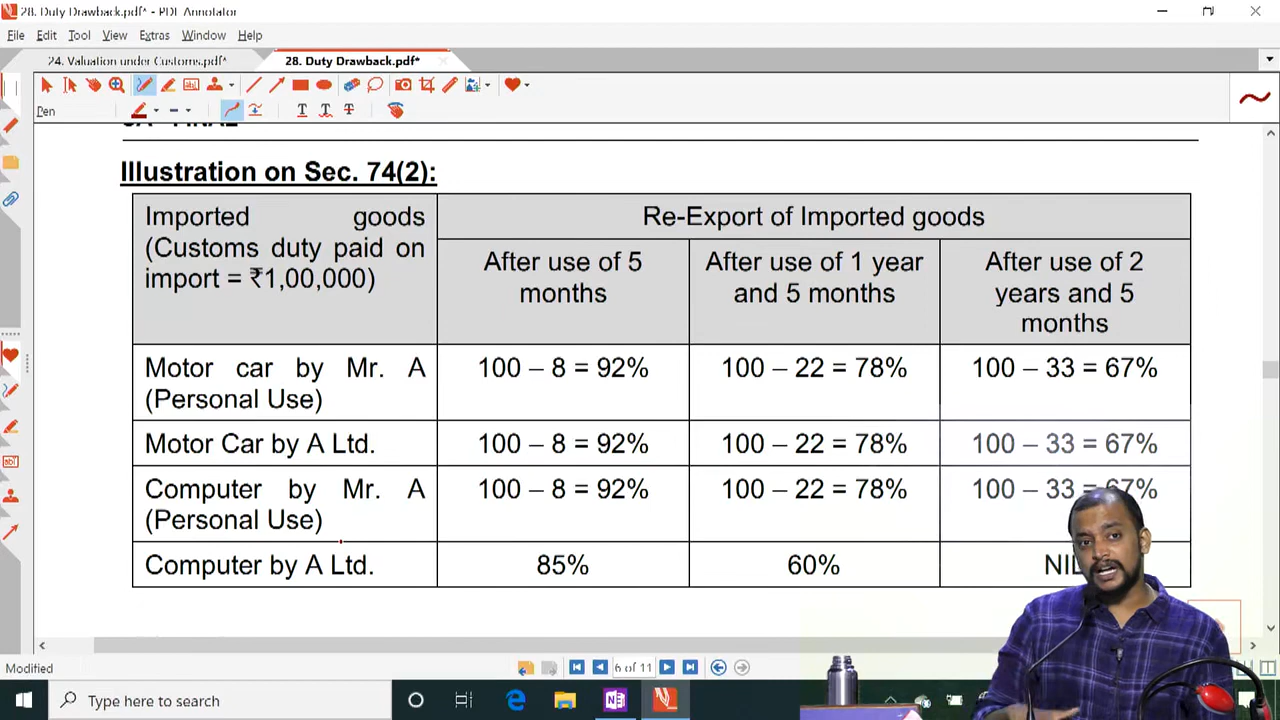 28. Duty Drawback.pdf* - PDF Annotator
File Edit Tool View Extras Window Help
24. Valuation under Customs.pdf* 28. Duty Drawback.pdf*
Pen
Illustration on Sec. 74(2):
Imported goods (Customs duty paid on import = ₹1,00,000)
Re-Export of Imported goods
After use of 5 months
After use of 1 year and 5 months
After use of 2 years and 5 months
Motor car by Mr. A (Personal Use) 100 – 8 = 92% 100 – 22 = 78% 100 – 33 = 67%
Motor Car by A Ltd. 100 – 8 = 92% 100 – 22 = 78% 100 – 33 = 67%
Computer by Mr. A (Personal Use) 100 – 8 = 92% 100 – 22 = 78% 100 – 33 = 67%
Computer by A Ltd. 85% 60%
6 of 11
Modified
Type here to search